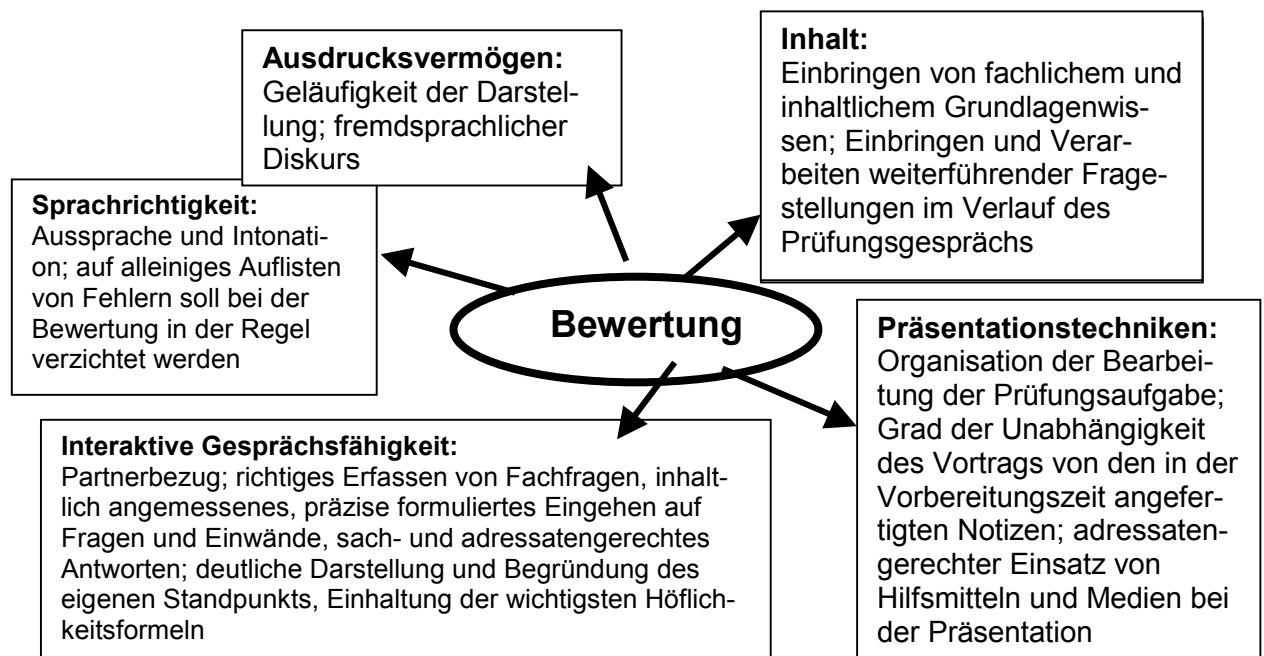 Ausdrucksvermögen:
Geläufigkeit der Darstel-
lung; fremdsprachlicher
Diskurs
Inhalt:
Einbringen von fachlichem und
inhaltlichem Grundlagenwis-
sen; Einbringen und Verar-
beiten weiterführender Frage-
stellungen im Verlauf des
Prüfungsgesprächs
Sprachrichtigkeit:
Aussprache und Intonati-
on; auf alleiniges Auflisten
von Fehlern soll bei der
Bewertung in der Regel
verzichtet werden
Bewertung
Präsentationstechniken:
Organisation der Bearbei-
tung der Prüfungsaufgabe;
Grad der Unabhängigkeit
des Vortrags von den in der
Vorbereitungszeit angefer-
tigten Notizen; adressaten-
gerechter Einsatz von
Hilfsmitteln und Medien bei
der Präsentation
Interaktive Gesprächsfähigkeit:
Partnerbezug; richtiges Erfassen von Fachfragen, inhalt-
lich angemessenes, präzise formuliertes Eingehen auf
Fragen und Einwände, sach- und adressatengerechtes
Antworten; deutliche Darstellung und Begründung des
eigenen Standpunkts, Einhaltung der wichtigsten Höflich-
keitsformeln